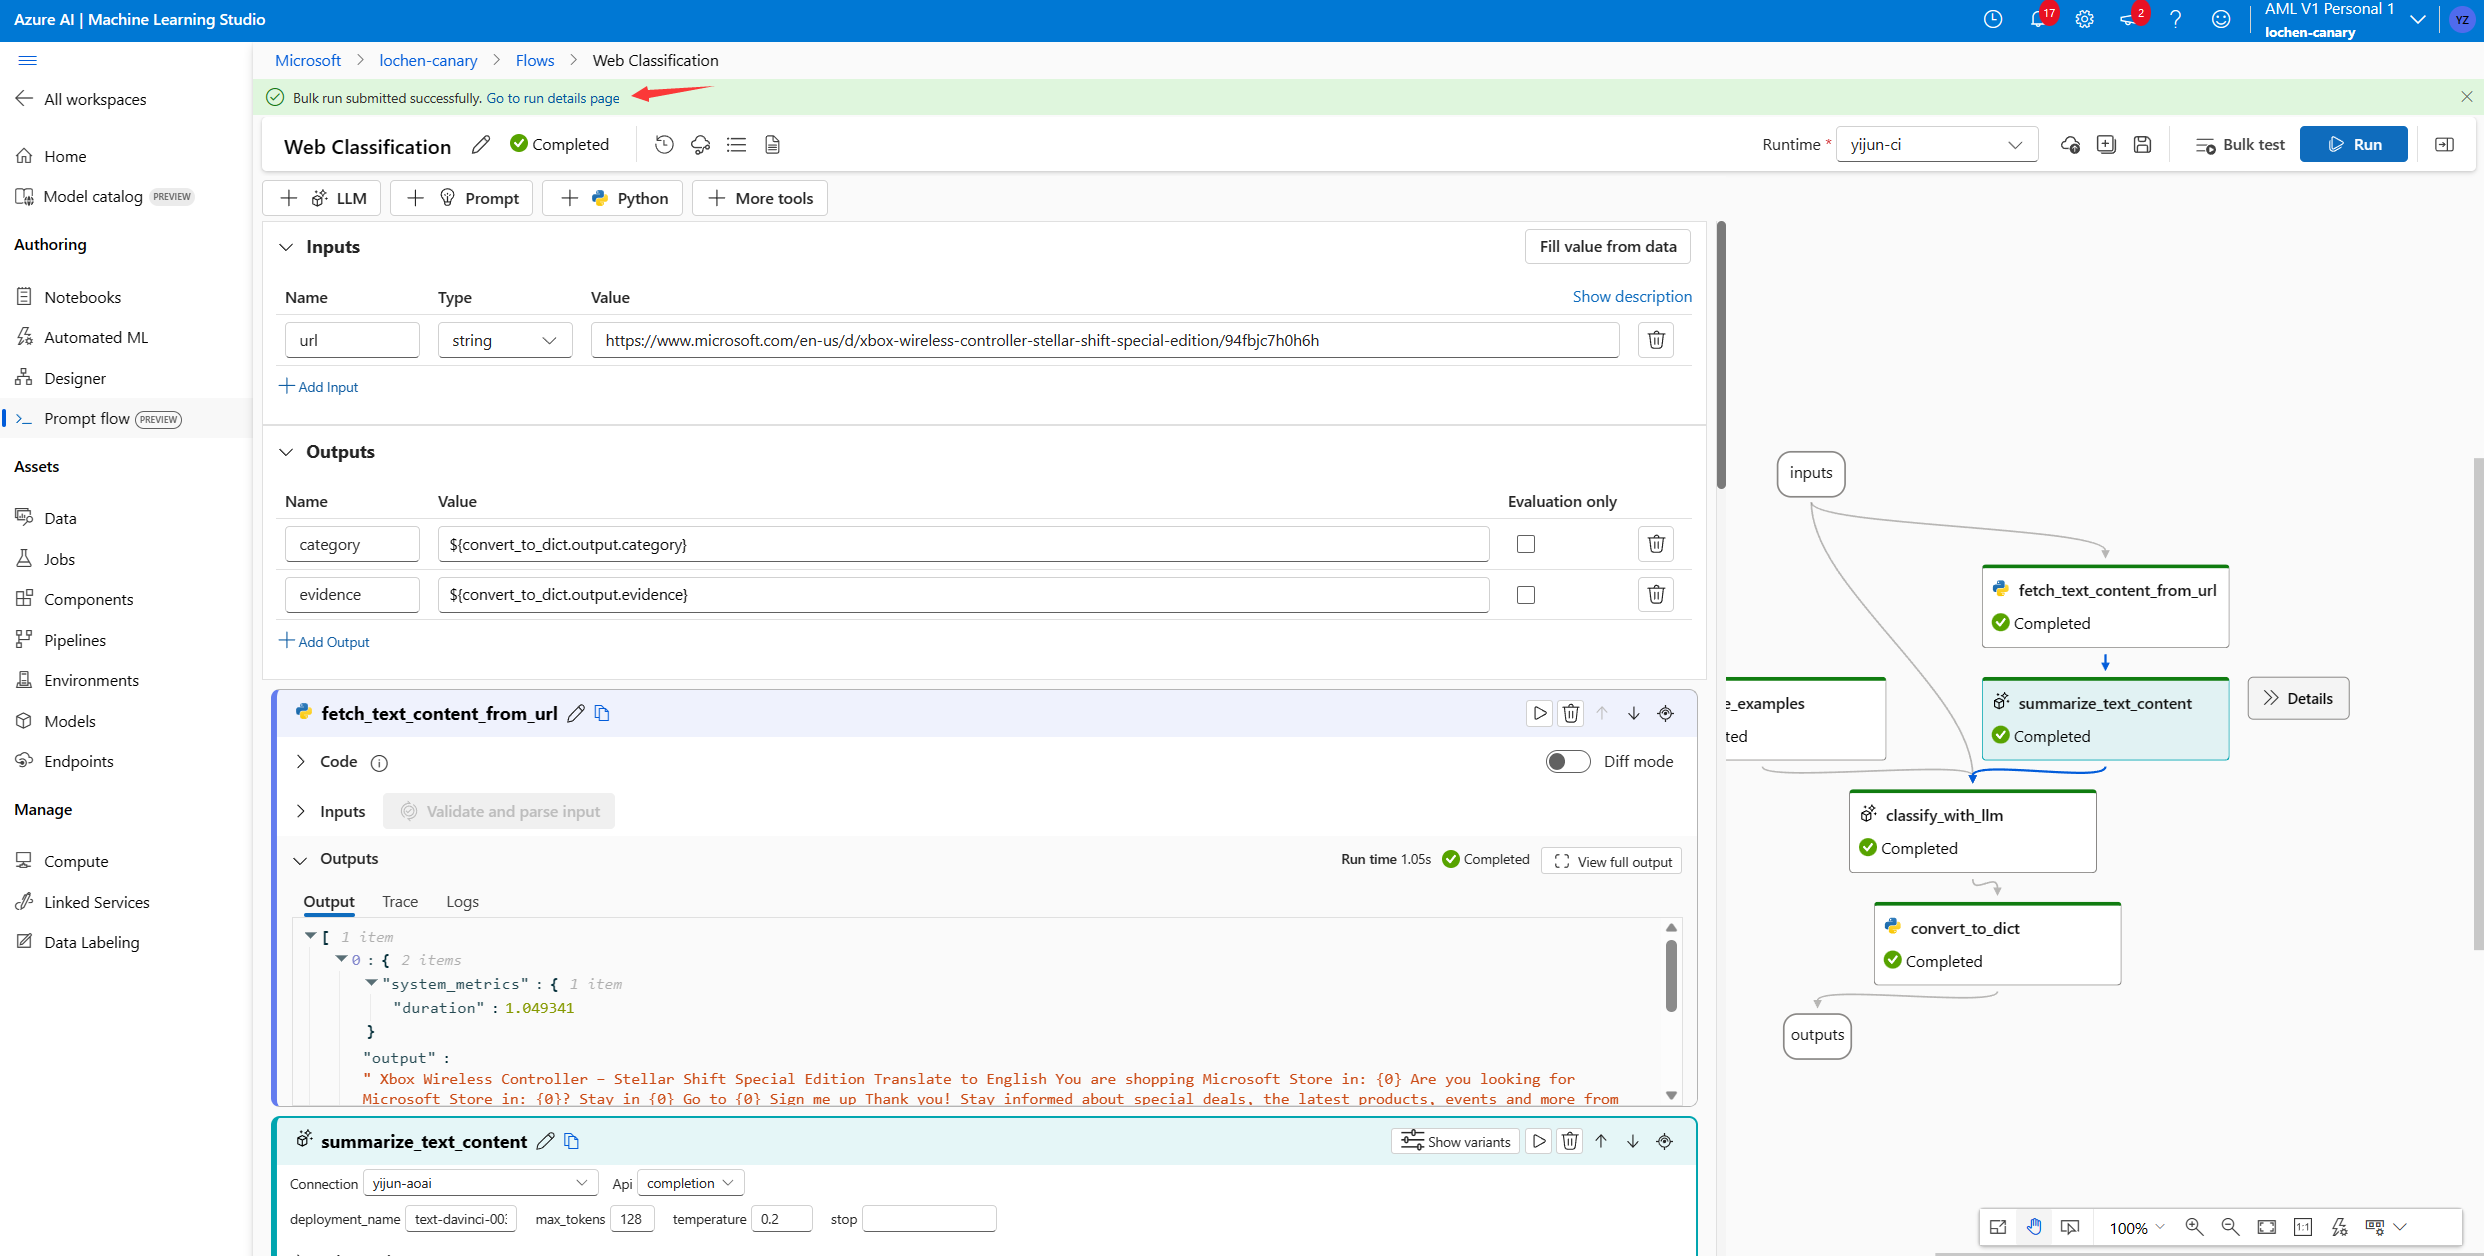 Azure AI | Machine Learning Studio
17
2
AML V1 Personal 1
lochen-canary
YZ
Microsoft > lochen-canary > Flows > Web Classification
All workspaces
Home
Model catalog PREVIEW
Authoring
Notebooks
Automated ML
Designer
Prompt flow PREVIEW
Assets
Data
Jobs
Components
Pipelines
Environments
Models
Endpoints
Manage
Compute
Linked Services
Data Labeling
Bulk run submitted successfully. Go to run details page
Web Classification
Completed
Runtime *
yijun-ci
Bulk test
Run
LLM
Prompt
Python
More tools
Inputs
Fill value from data
Name Type Value
Show description
url string https://www.microsoft.com/en-us/d/xbox-wireless-controller-stellar-shift-special-edition/94fbjc7h0h6h
Add Input
Outputs
Name Value Evaluation only
category ${convert_to_dict.output.category}
evidence ${convert_to_dict.output.evidence}
Add Output
fetch_text_content_from_url
Code
Diff mode
Inputs
Validate and parse input
Outputs
Run time 1.05s Completed
View full output
Output Trace Logs
[ 1 item
0 : { 2 items
"system_metrics" : { 1 item
"duration" : 1.049341
}
"output" :
" Xbox Wireless Controller – Stellar Shift Special Edition Translate to English You are shopping Microsoft Store in: {0} Are you looking for
Microsoft Store in: {0}? Stay in {0} Go to {0} Sign me up Thank you! Stay informed about special deals, the latest products, events and more from
summarize_text_content
Show variants
Connection yijun-aoai Api completion
deployment_name text-davinci-003 max_tokens 128 temperature 0.2 stop
inputs
fetch_text_content_from_url
Completed
e_examples
ted
summarize_text_content
Completed
Details
classify_with_llm
Completed
convert_to_dict
Completed
outputs
100%
1:1